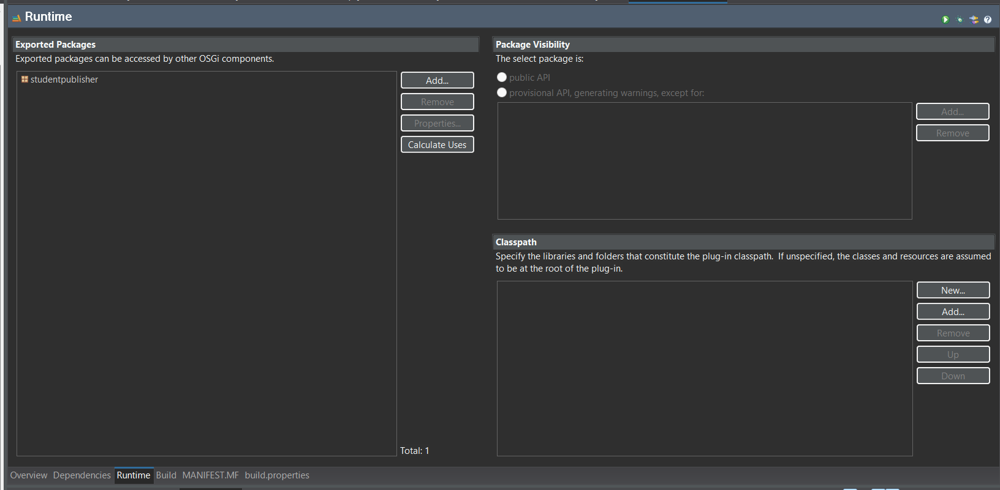 Runtime
Exported Packages
Exported packages can be accessed by other OSGi components.
studentpublisher
Add...
Remove
Properties...
Calculate Uses
Total: 1
Package Visibility
The select package is:
public API
provisional API, generating warnings, except for:
Add...
Remove
Classpath
Specify the libraries and folders that constitute the plug-in classpath.  If unspecified, the classes and resources are assumed
to be at the root of the plug-in.
New...
Add...
Remove
Up
Down
Overview Dependencies Runtime Build MANIFEST.MF build.properties